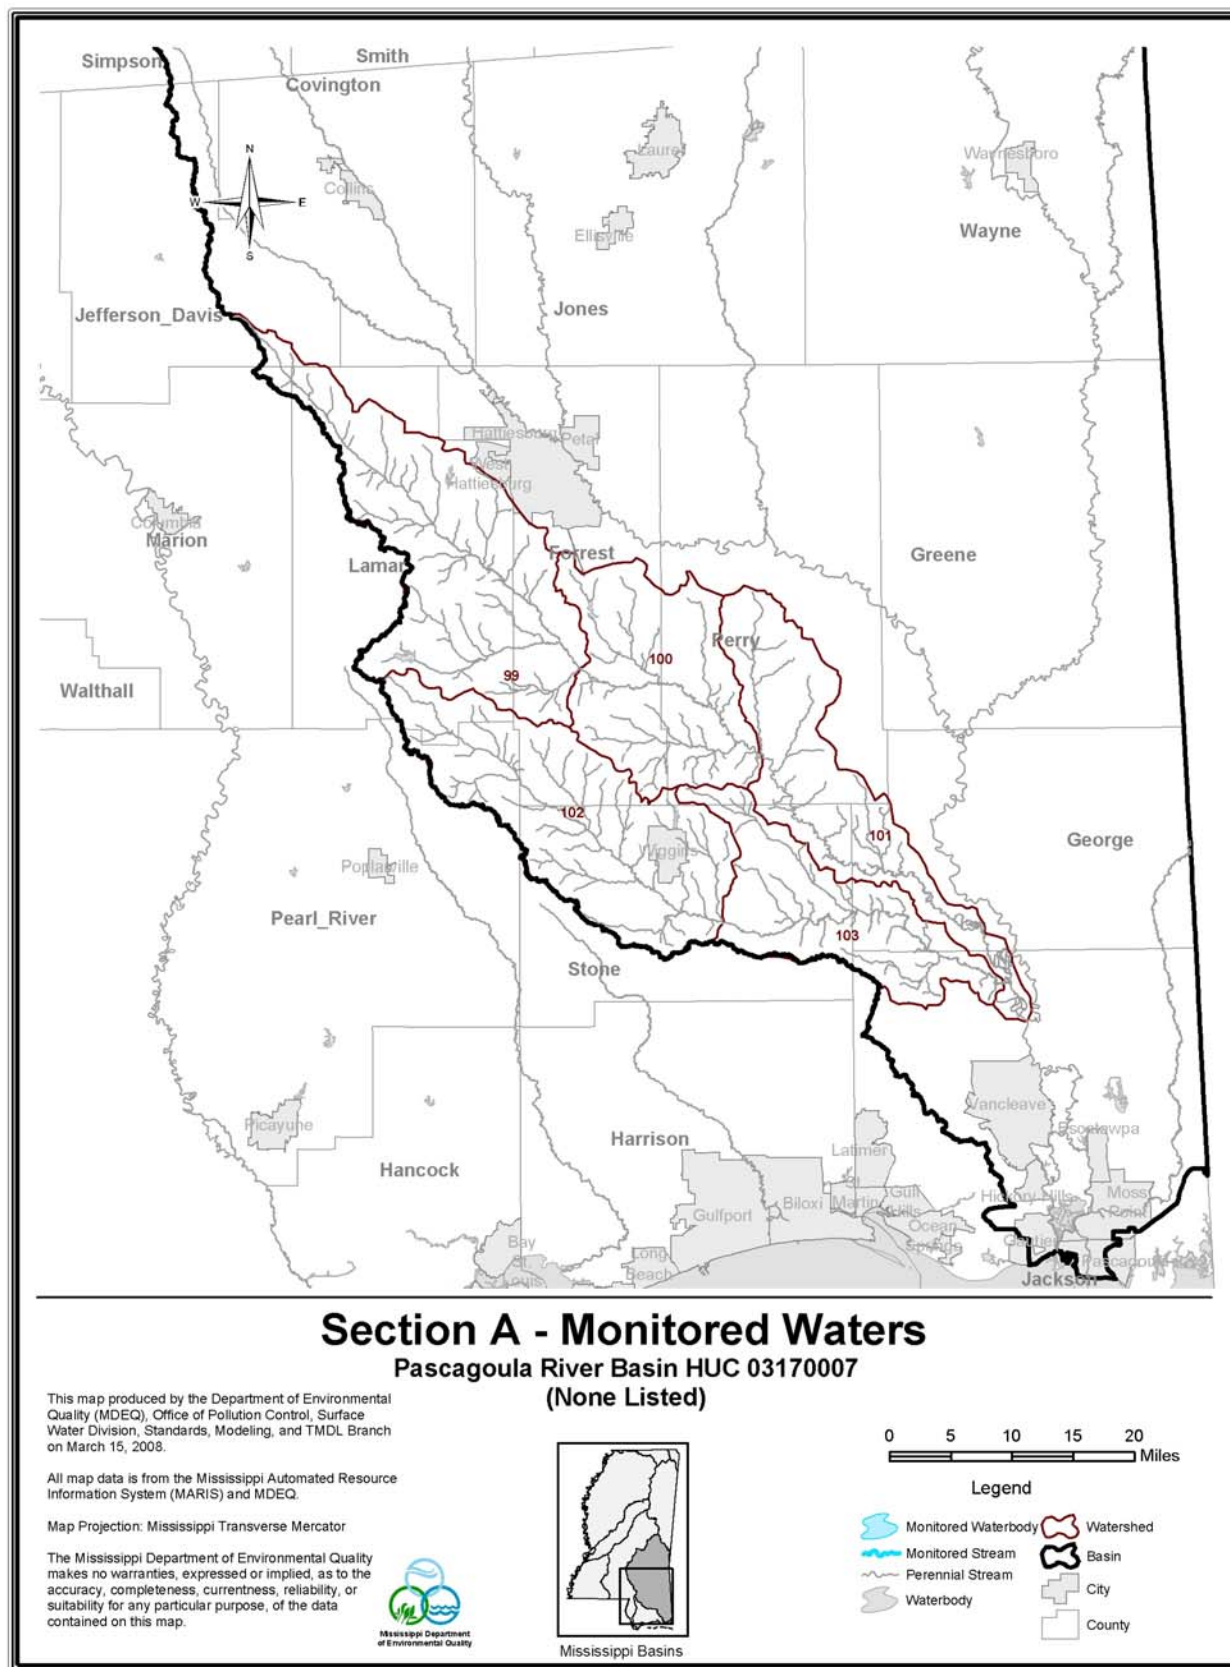 Simpson
Smith
Covington
Laurel
Waynesboro
N
Collins
W
E
Ellisville
Wayne
S
Jefferson_Davis
Jones
Hattiesburg
Petal
West
Hattiesburg
Columbia
Marion
Forrest
Greene
Lamar
Perry
100
99
Walthall
102
101
George
Wiggins
Poplarville
Pearl_River
103
Stone
Vancleave
Picayune
Escatawpa
Harrison
Latimer
Hancock
St
Martin
Gulf
Hills
Hickory Hills
Moss
Point
Biloxi
Gulfport
Ocean
Springs
Gautier
Bay
St
Louis
Long
Beach
Pascagoula
Jackson
Section A - Monitored Waters
Pascagoula River Basin HUC 03170007
(None Listed)
This map produced by the Department of Environmental
Quality (MDEQ), Office of Pollution Control, Surface
Water Division, Standards, Modeling, and TMDL Branch
on March 15, 2008.
All map data is from the Mississippi Automated Resource
Information System (MARIS) and MDEQ.
Map Projection: Mississippi Transverse Mercator
The Mississippi Department of Environmental Quality
makes no warranties, expressed or implied, as to the
accuracy, completeness, currentness, reliability, or
suitability for any particular purpose, of the data
contained on this map.
Mississippi Department
of Environmental Quality
Mississippi Basins
0 5 10 15 20
Miles
Legend
Monitored Waterbody
Monitored Stream
Perennial Stream
Waterbody
Watershed
Basin
City
County